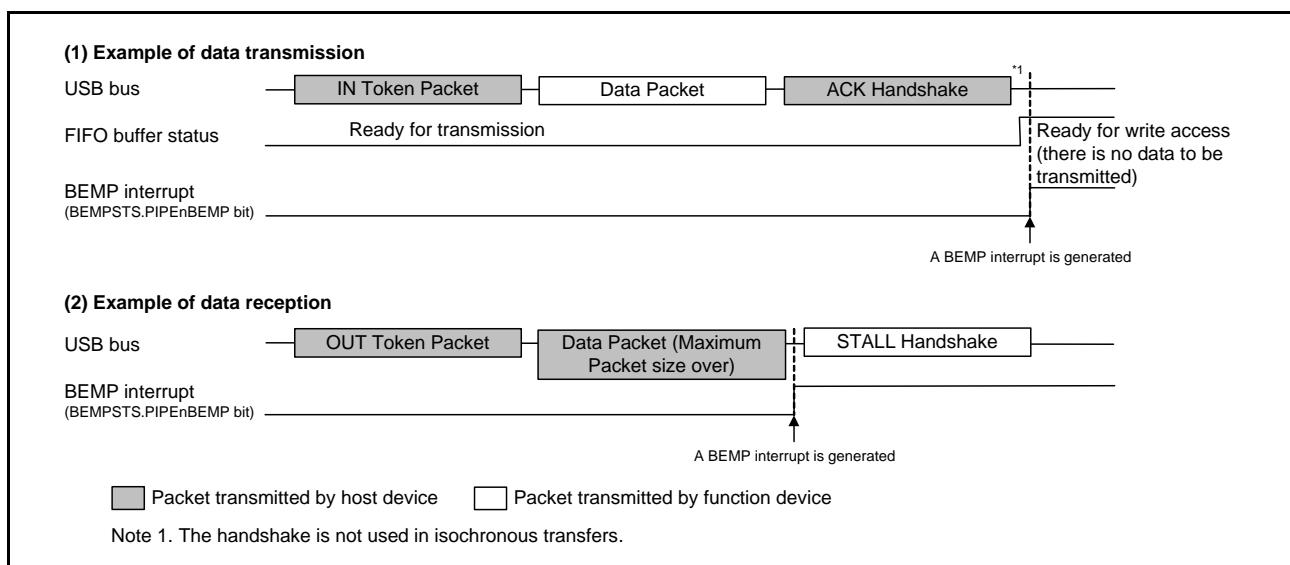 (1) Example of data transmission
*1
USB bus
IN Token Packet
Data Packet
ACK Handshake
FIFO buffer status
Ready for transmission
Ready for write access
(there is no data to be
transmitted)
BEMP interrupt
(BEMPSTS.PIPEnBEMP bit)
A BEMP interrupt is generated
(2) Example of data reception
USB bus
OUT Token Packet
Data Packet (Maximum
Packet size over)
STALL Handshake
BEMP interrupt
(BEMPSTS.PIPEnBEMP bit)
A BEMP interrupt is generated
Packet transmitted by host device
Packet transmitted by function device
Note 1. The handshake is not used in isochronous transfers.